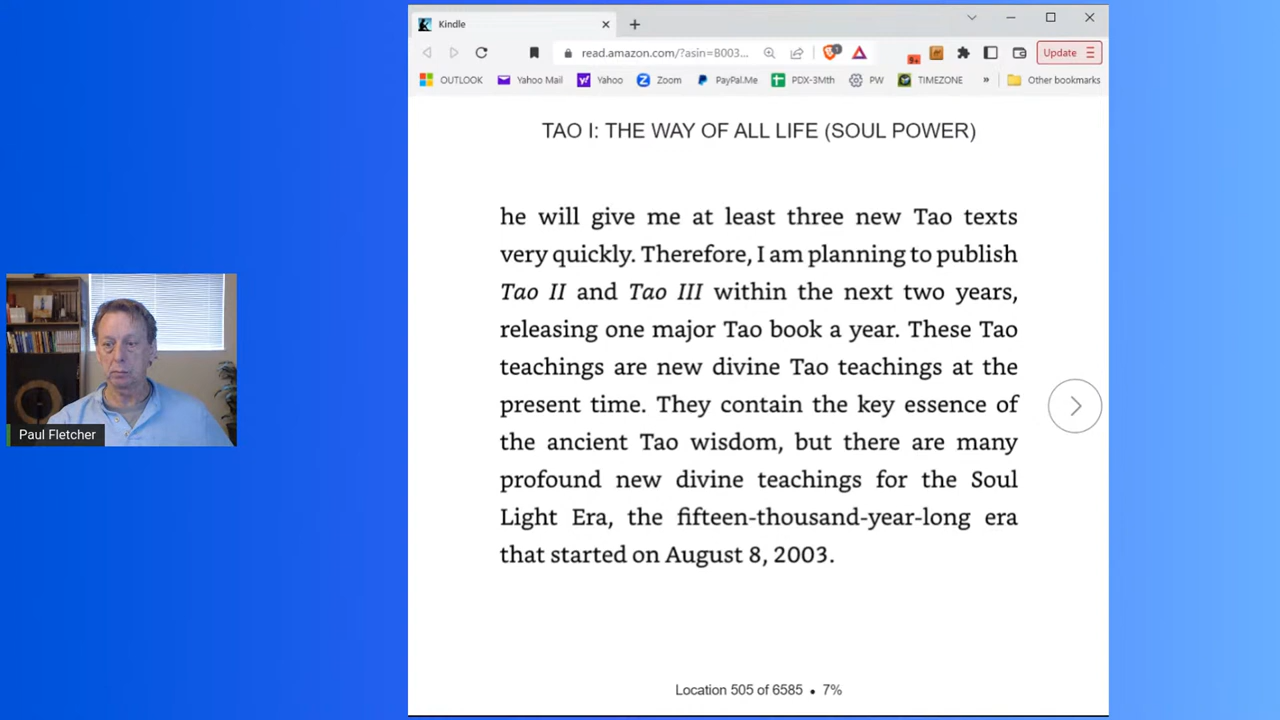 Kindle
read.amazon.com/?asin=B003...
9+
Update
OUTLOOK
Yahoo Mail
Yahoo
Zoom
PayPal.Me
PDX-3Mth
PW
TIMEZONE
»
Other bookmarks
TAO I: THE WAY OF ALL LIFE (SOUL POWER)
he will give me at least three new Tao texts
very quickly. Therefore, I am planning to publish
Tao II and Tao III within the next two years,
releasing one major Tao book a year. These Tao
teachings are new divine Tao teachings at the
present time. They contain the key essence of
the ancient Tao wisdom, but there are many
profound new divine teachings for the Soul
Light Era, the fifteen-thousand-year-long era
that started on August 8, 2003.
Location 505 of 6585 • 7%
Paul Fletcher